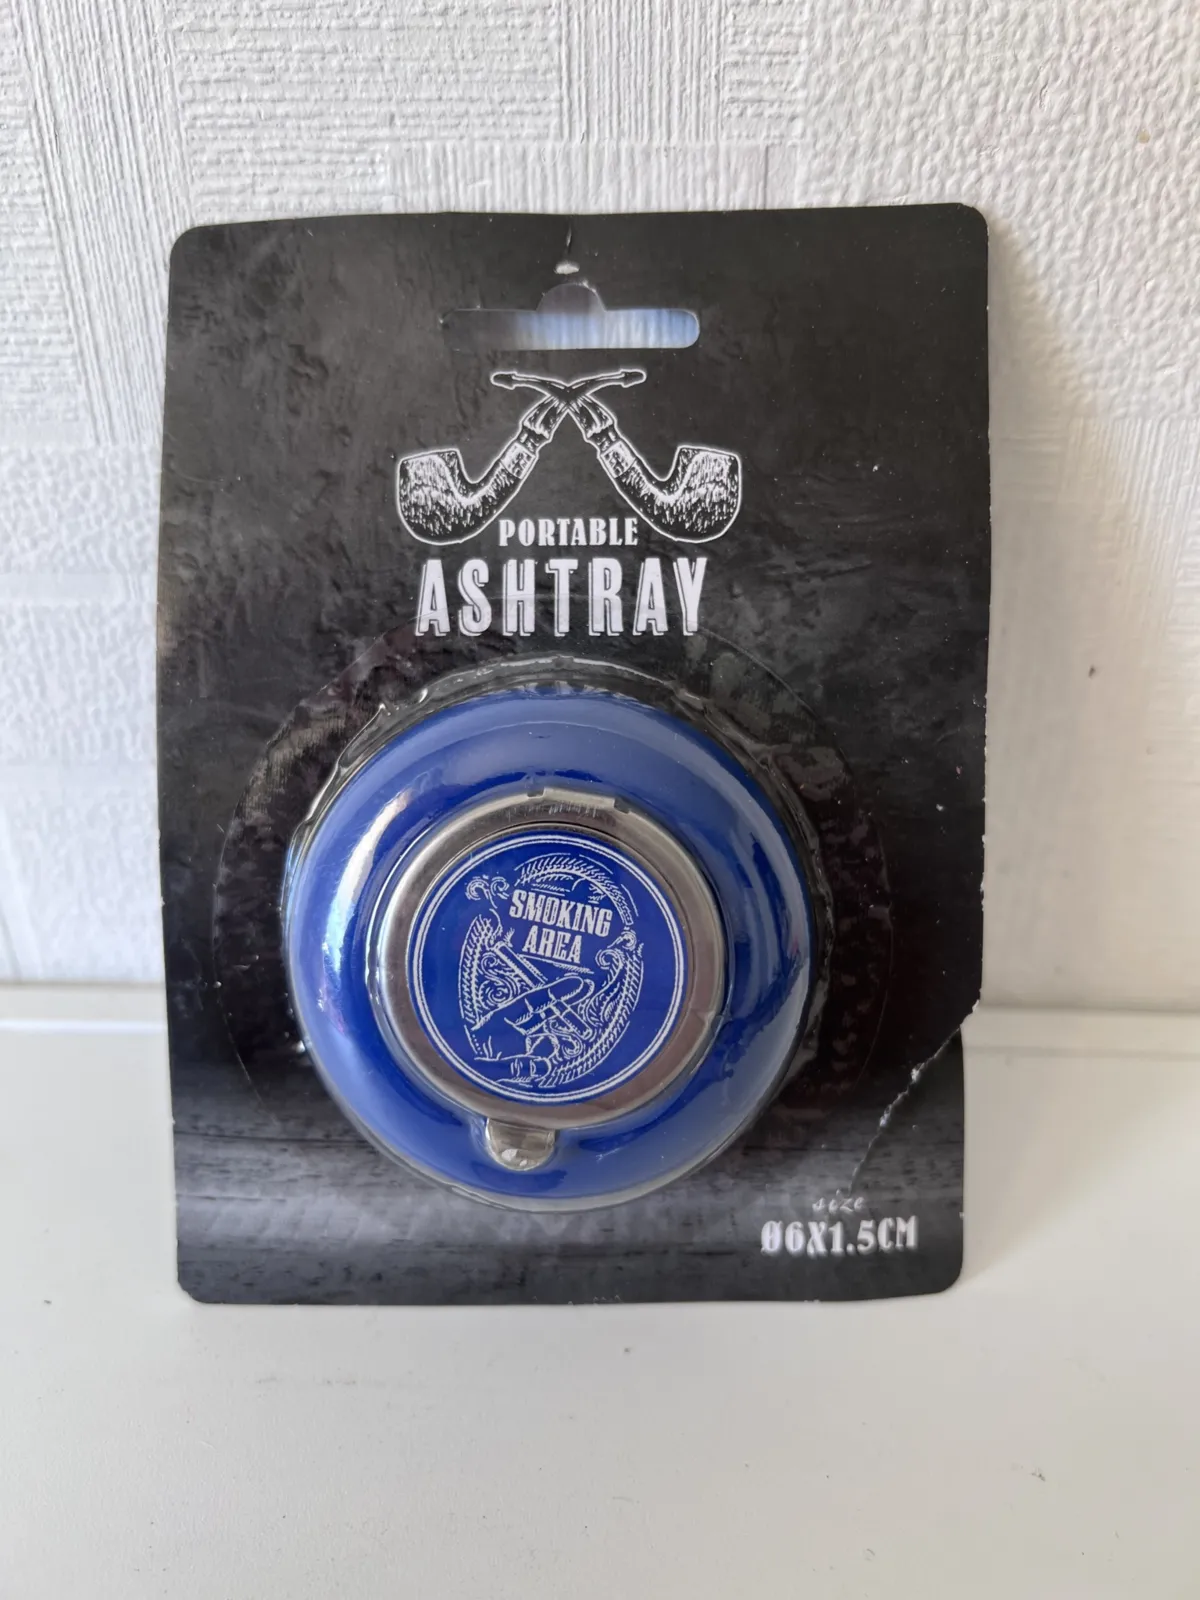 PORTABLE
ASHTRAY
SMOKING
AREA
size
Ø6X1.5CM